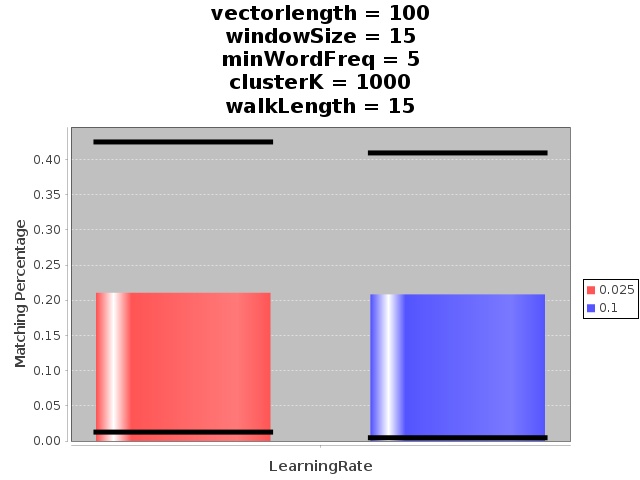 vectorlength = 100
windowSize = 15
minWordFreq = 5
clusterK = 1000
walkLength = 15
Matching Percentage
0.40
0.35
0.30
0.25
0.20
0.15
0.10
0.05
0.00
LearningRate
0.025
0.1